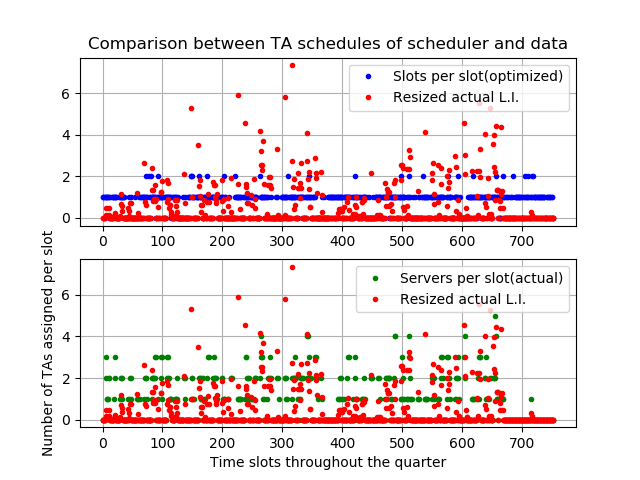 Comparison between TA schedules of scheduler and data
Slots per slot(optimized)
Resized actual L.I.
6
4
2
0
0 100 200 300 400 500 600 700
Servers per slot(actual)
Resized actual L.I.
6
4
2
0
0 100 200 300 400 500 600 700
Number of TAs assigned per slot
Time slots throughout the quarter